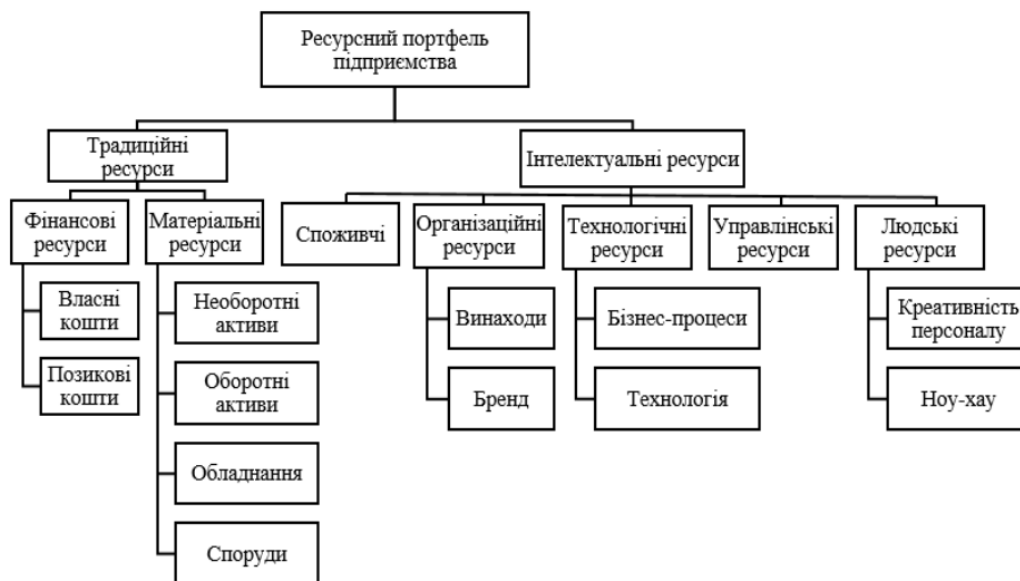 Ресурсний портфель
підприємства
Традиційні
ресурси
Інтелектуальні ресурси
Фінансові
ресурси
Матеріальні
ресурси
Споживчі
Організаційні
ресурси
Технологічні
ресурси
Управлінські
ресурси
Людські
ресурси
Власні
кошти
Необоротні
активи
Винаходи
Бізнес-процеси
Креативність
персоналу
Позикові
кошти
Оборотні
активи
Бренд
Технологія
Ноу-хау
Обладнання
Споруди